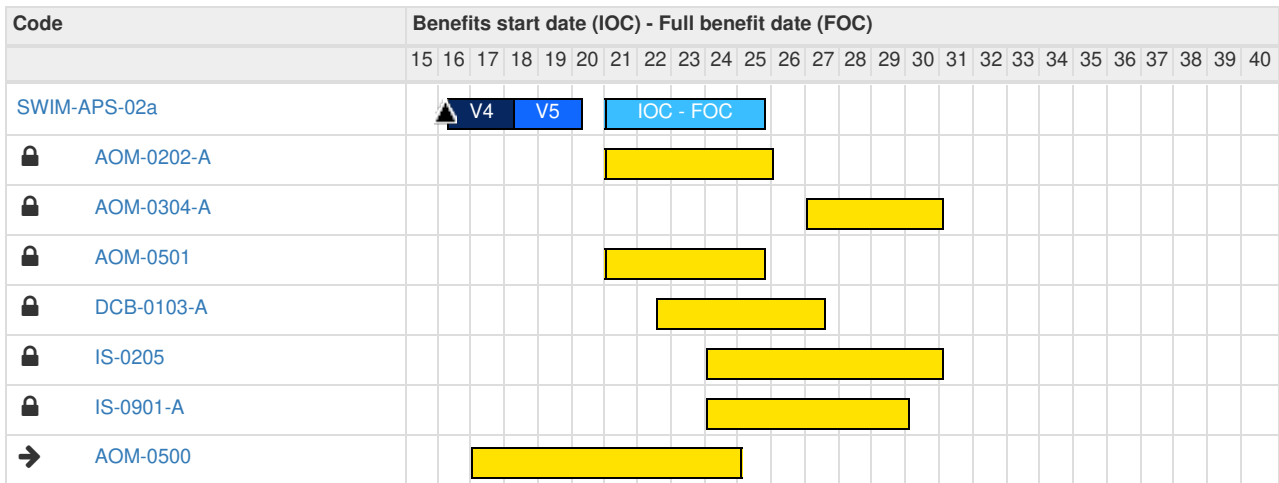 Code Benefits start date (IOC) - Full benefit date (FOC)
15 16 17 18 19 20 21 22 23 24 25 26 27 28 29 30 31 32 33 34 35 36 37 38 39 40
SWIM-APS-02a V4 V5 IOC - FOC
AOM-0202-A
AOM-0304-A
AOM-0501
DCB-0103-A
IS-0205
IS-0901-A
AOM-0500